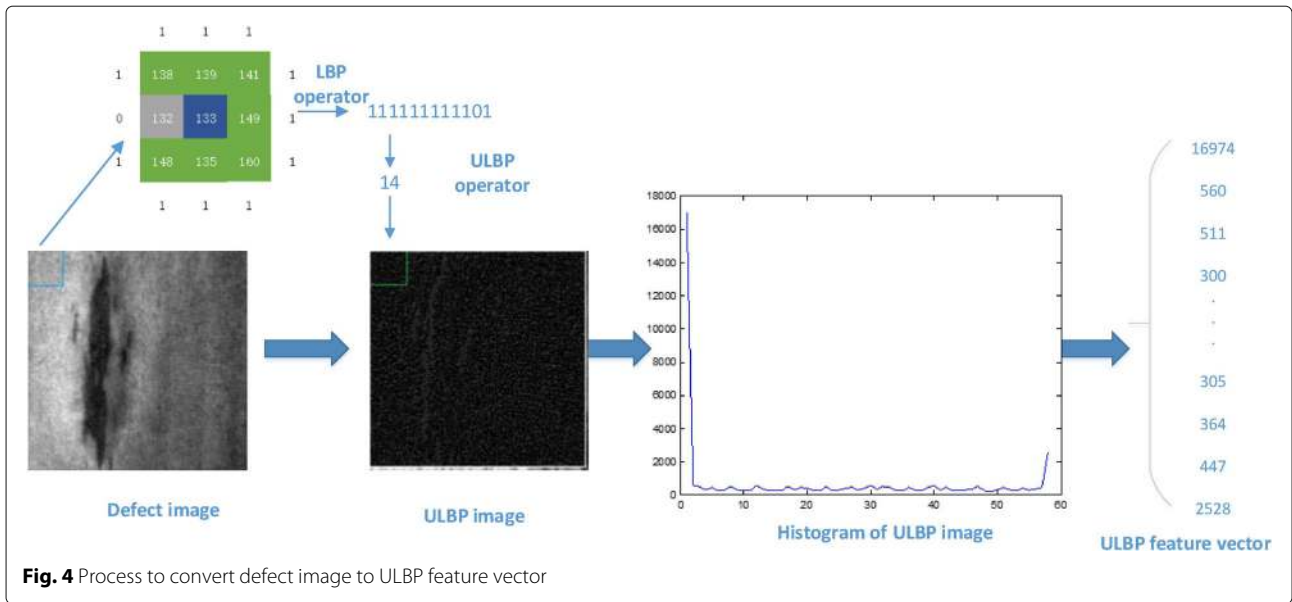 1 1 1
1 138 139 141 1
0 132 133 149 1
1 148 135 160 1
1 1 1
LBP
operator
111111111101
ULBP
operator
14
Defect image
ULBP image
18000
16000
14000
12000
10000
8000
6000
4000
2000
0
0 10 20 30 40 50 60
Histogram of ULBP image
16974
560
511
300
.
.
.
305
364
447
2528
ULBP feature vector
Fig. 4 Process to convert defect image to ULBP feature vector